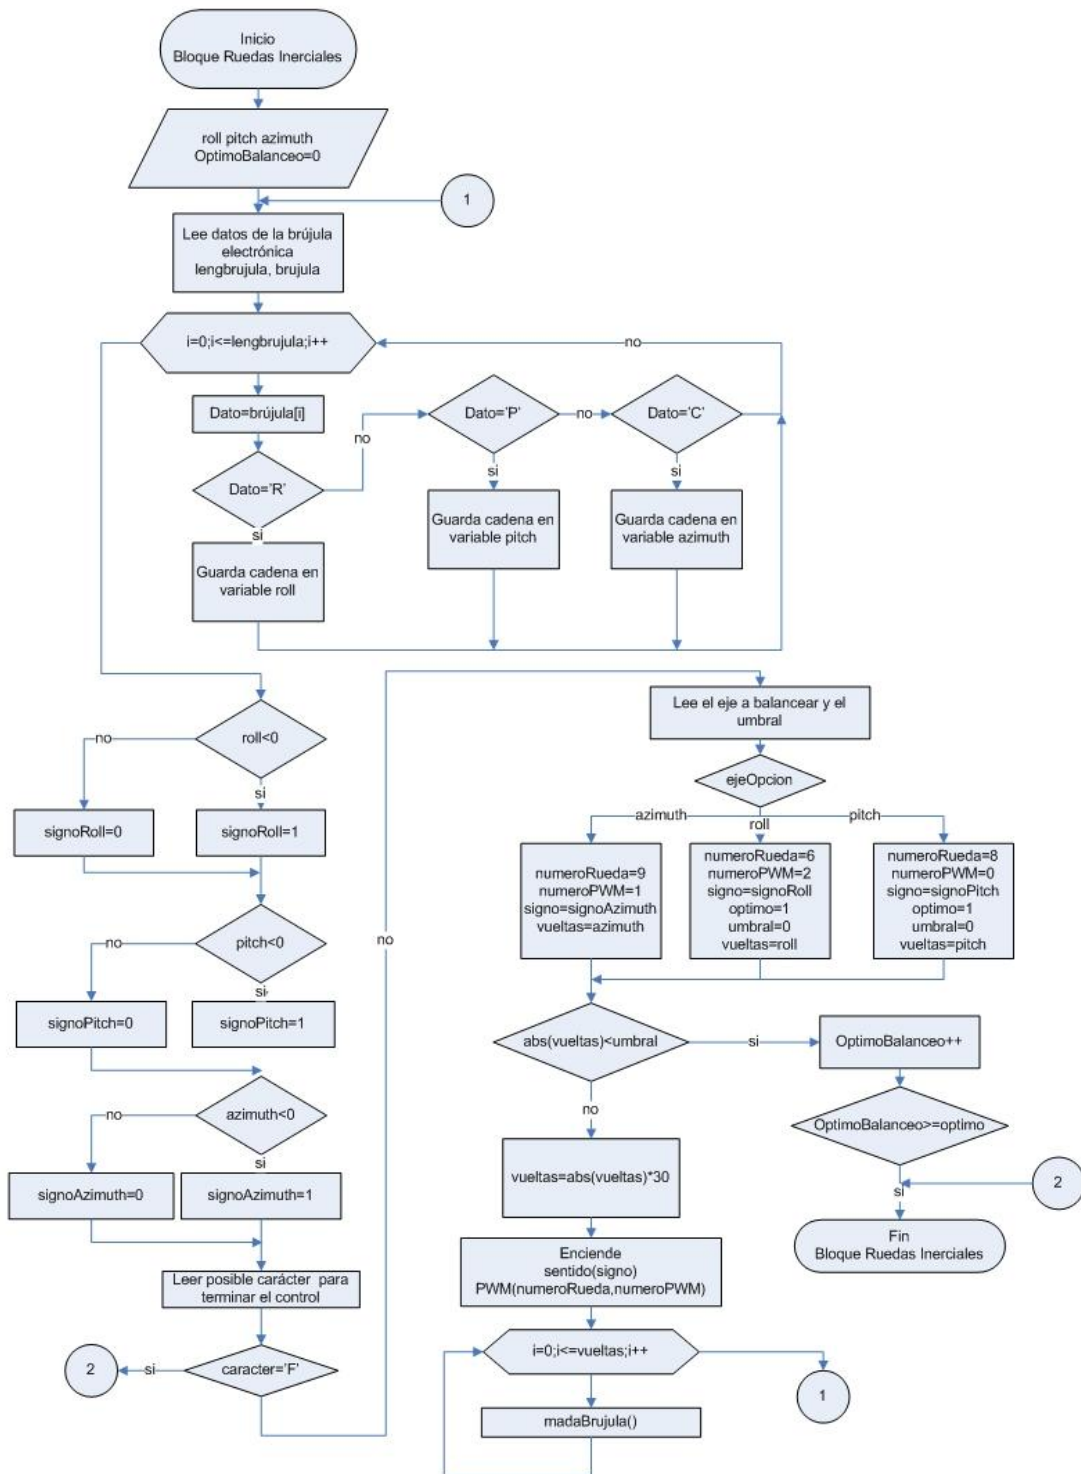 Inicio
Bloque Ruedas Inerciales
roll pitch azimuth
OptimoBalanceo=0
1
Lee datos de la brújula
electrónica
lengbrujula, brujula
i=0;i<=lengbrujula;i++
no
Dato=brújula[i]
no
Dato='P'
no
Dato='C'
Dato='R'
si
si
si
Guarda cadena en
variable pitch
Guarda cadena en
variable azimuth
Guarda cadena en
variable roll
Lee el eje a balancear y el
umbral
no
roll<0
si
ejeOpcion
azimuth
roll
pitch
signoRoll=0
signoRoll=1
numeroRueda=9
numeroPWM=1
signo=signoAzimuth
vueltas=azimuth
numeroRueda=6
numeroPWM=2
signo=signoRoll
optimo=1
umbral=0
vueltas=roll
numeroRueda=8
numeroPWM=0
signo=signoPitch
optimo=1
umbral=0
vueltas=pitch
no
pitch<0
no
si
signoPitch=0
signoPitch=1
abs(vueltas)<umbral
si
OptimoBalanceo++
no
azimuth<0
no
OptimoBalanceo>=optimo
si
signoAzimuth=0
signoAzimuth=1
vueltas=abs(vueltas)*30
si
2
Fin
Bloque Ruedas Inerciales
Enciende
sentido(signo)
PWM(numeroRueda,numeroPWM)
Leer posible carácter para
terminar el control
2
si
caracter='F'
i=0;i<=vueltas;i++
1
madaBrujula()